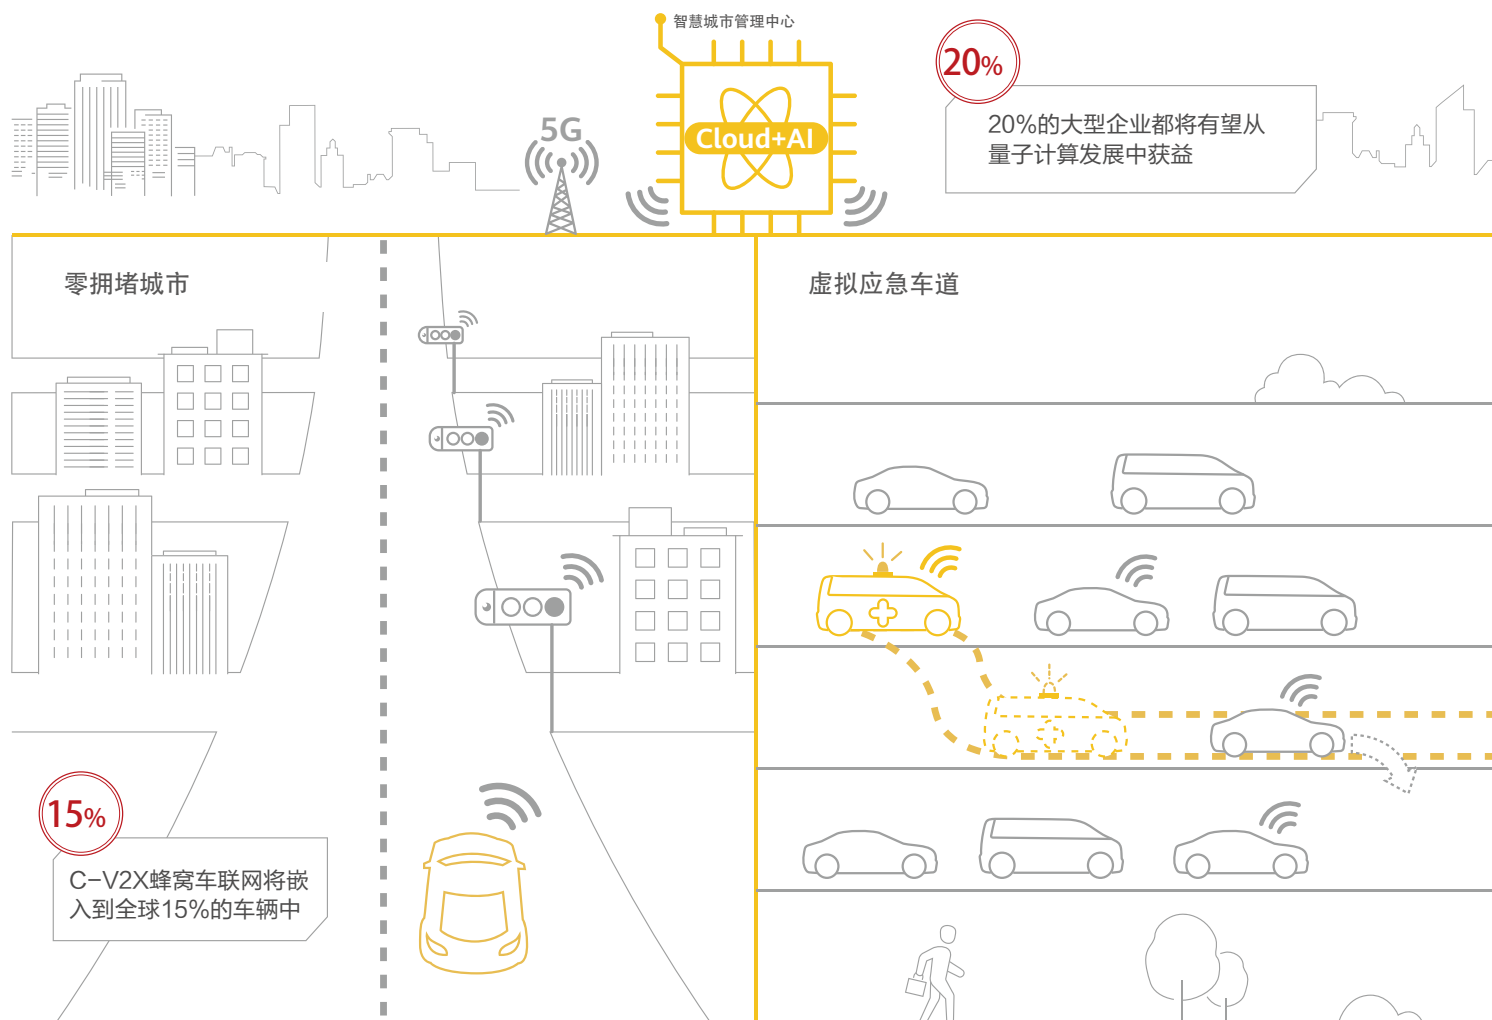 智慧城市管理中心
5G
Cloud+AI
20%
20%的大型企业都将有望从
量子计算发展中获益
零拥堵城市
虚拟应急车道
15%
C-V2X蜂窝车联网将嵌
入到全球15%的车辆中